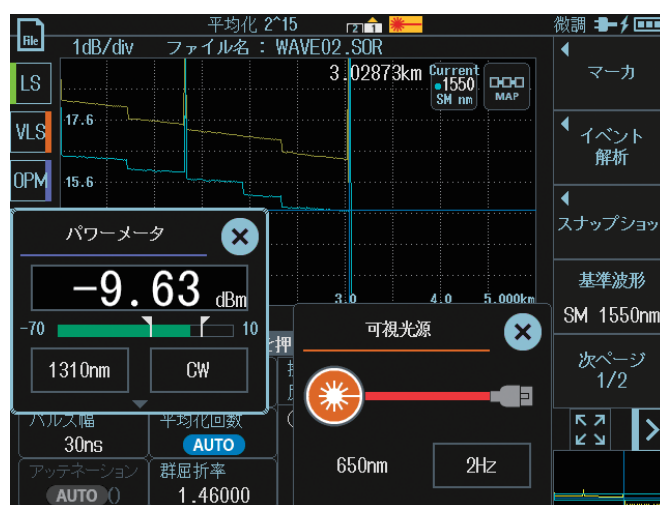 File
平均化 2^15
2
1
微調
1dB/div
ファイル名 : WAVE02.SOR
LS
VLS
OPM
3.02873km
Current
1550
SM nm
MAP
17.6
15.6
3.0
4.0
5.000km
マーカ
イベント
解析
スナップショッ
基準波形
SM 1550nm
次ページ
1/2
パワーメータ
-9.63 dBm
-70
10
1310nm
CW
押
可視光源
650nm
2Hz
パルス幅
30ns
平均化回数
AUTO
アッテネーション
AUTO ()
群屈折率
1.46000